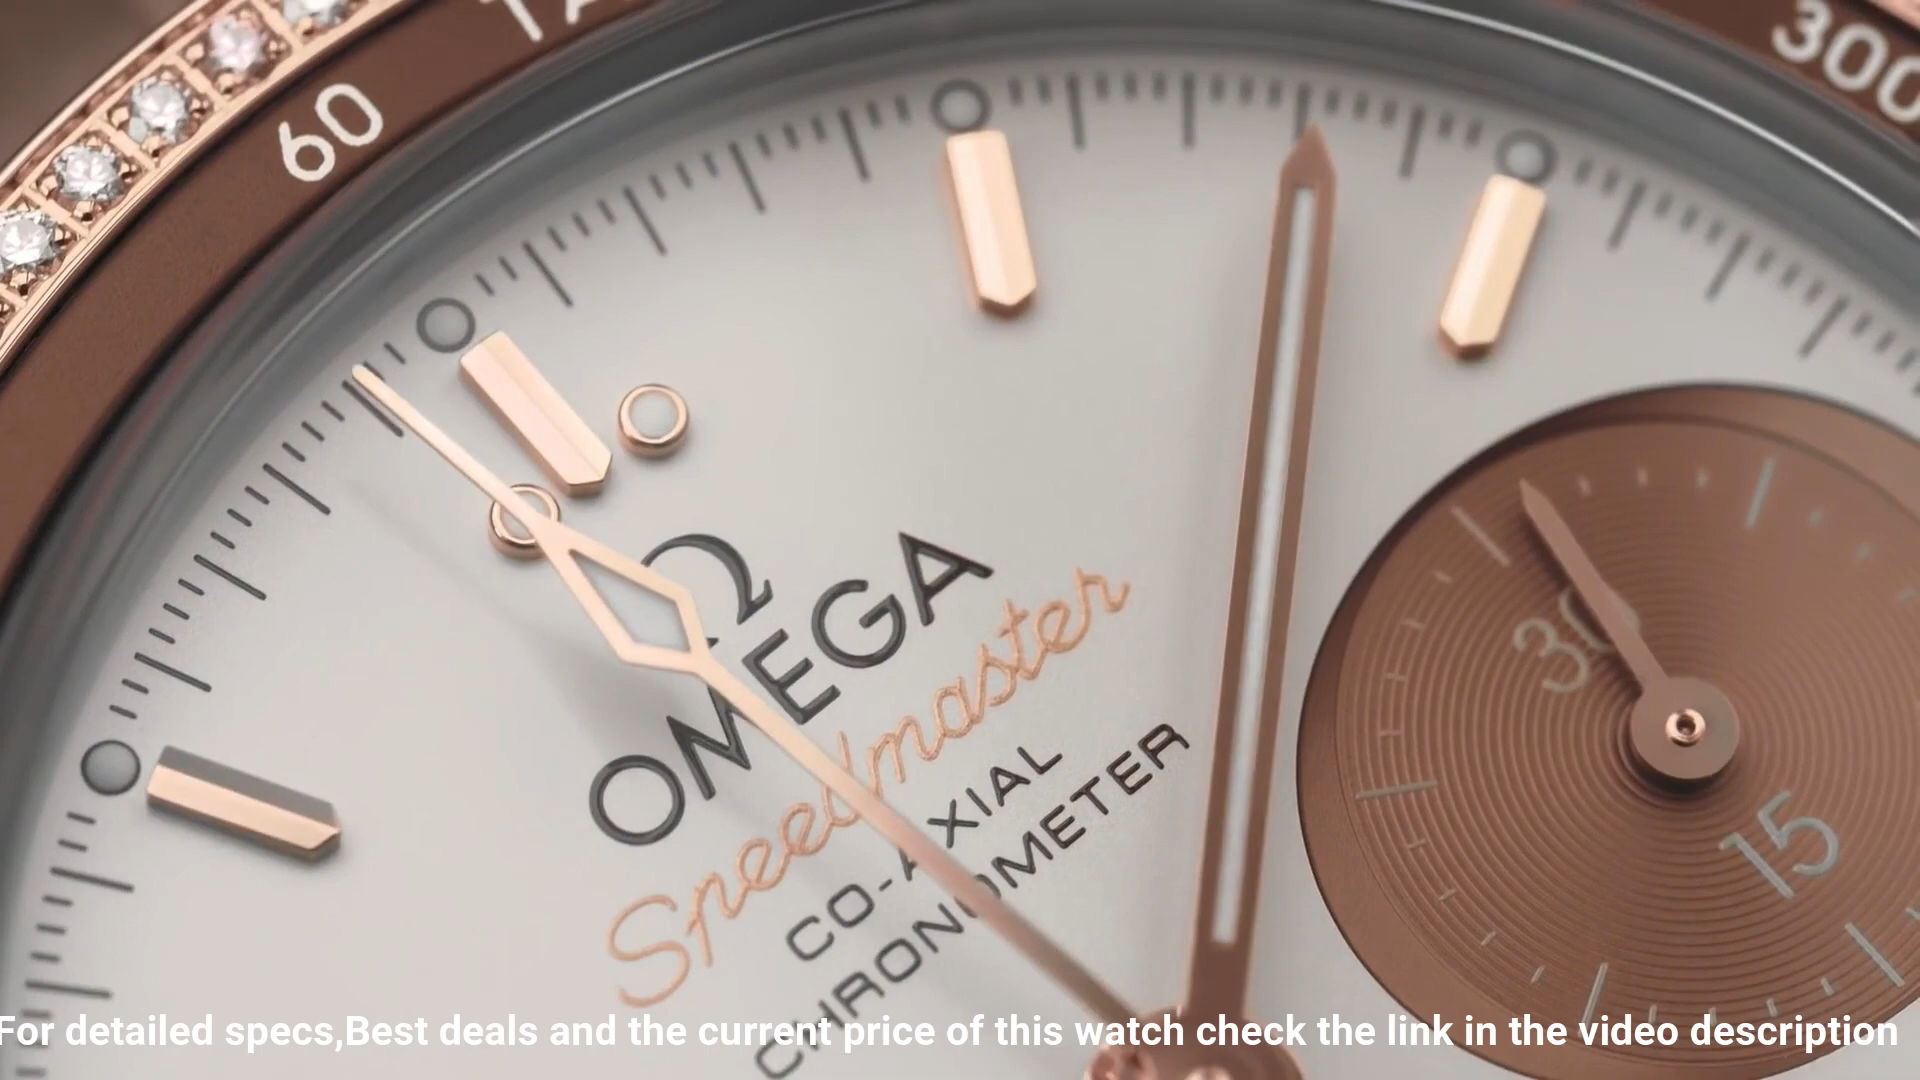 TA
60
300
Ω
OMEGA
Speedmaster
CO-AXIAL
CHRONOMETER
30
15
For detailed specs,Best deals and the current price of this watch check the link in the video description